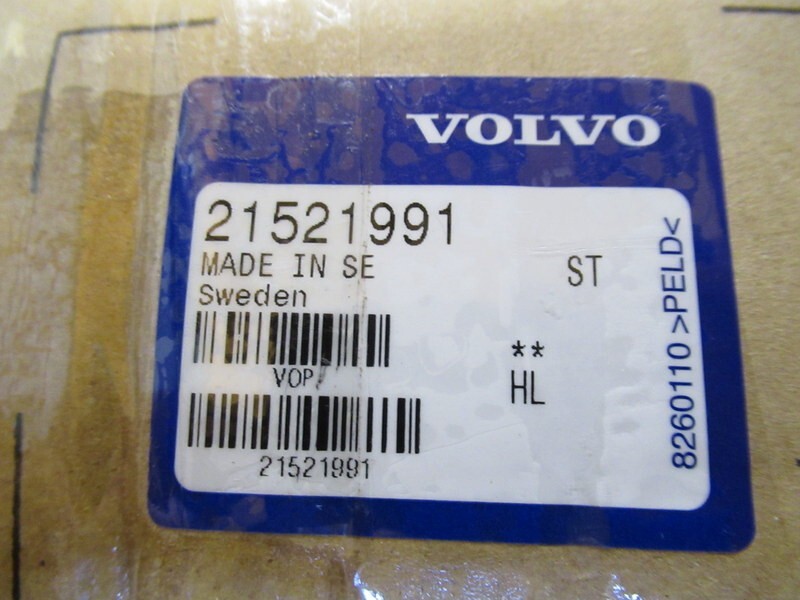 VOLVO
21521991
MADE IN SE
ST
Sweden
**
VOP
HL
21521991
8260110 >PELD<